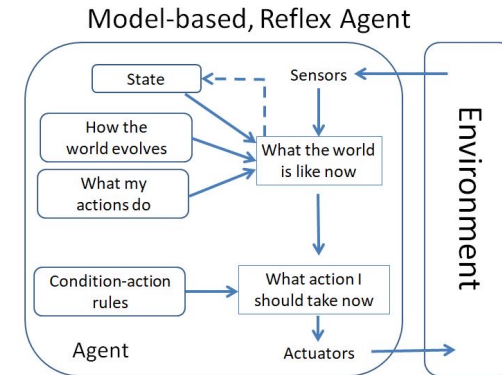 Model-based, Reflex Agent
State
Sensors
How the
world evolves
What the world
is like now
What my
actions do
Environment
Condition-action
rules
What action I
should take now
Agent
Actuators